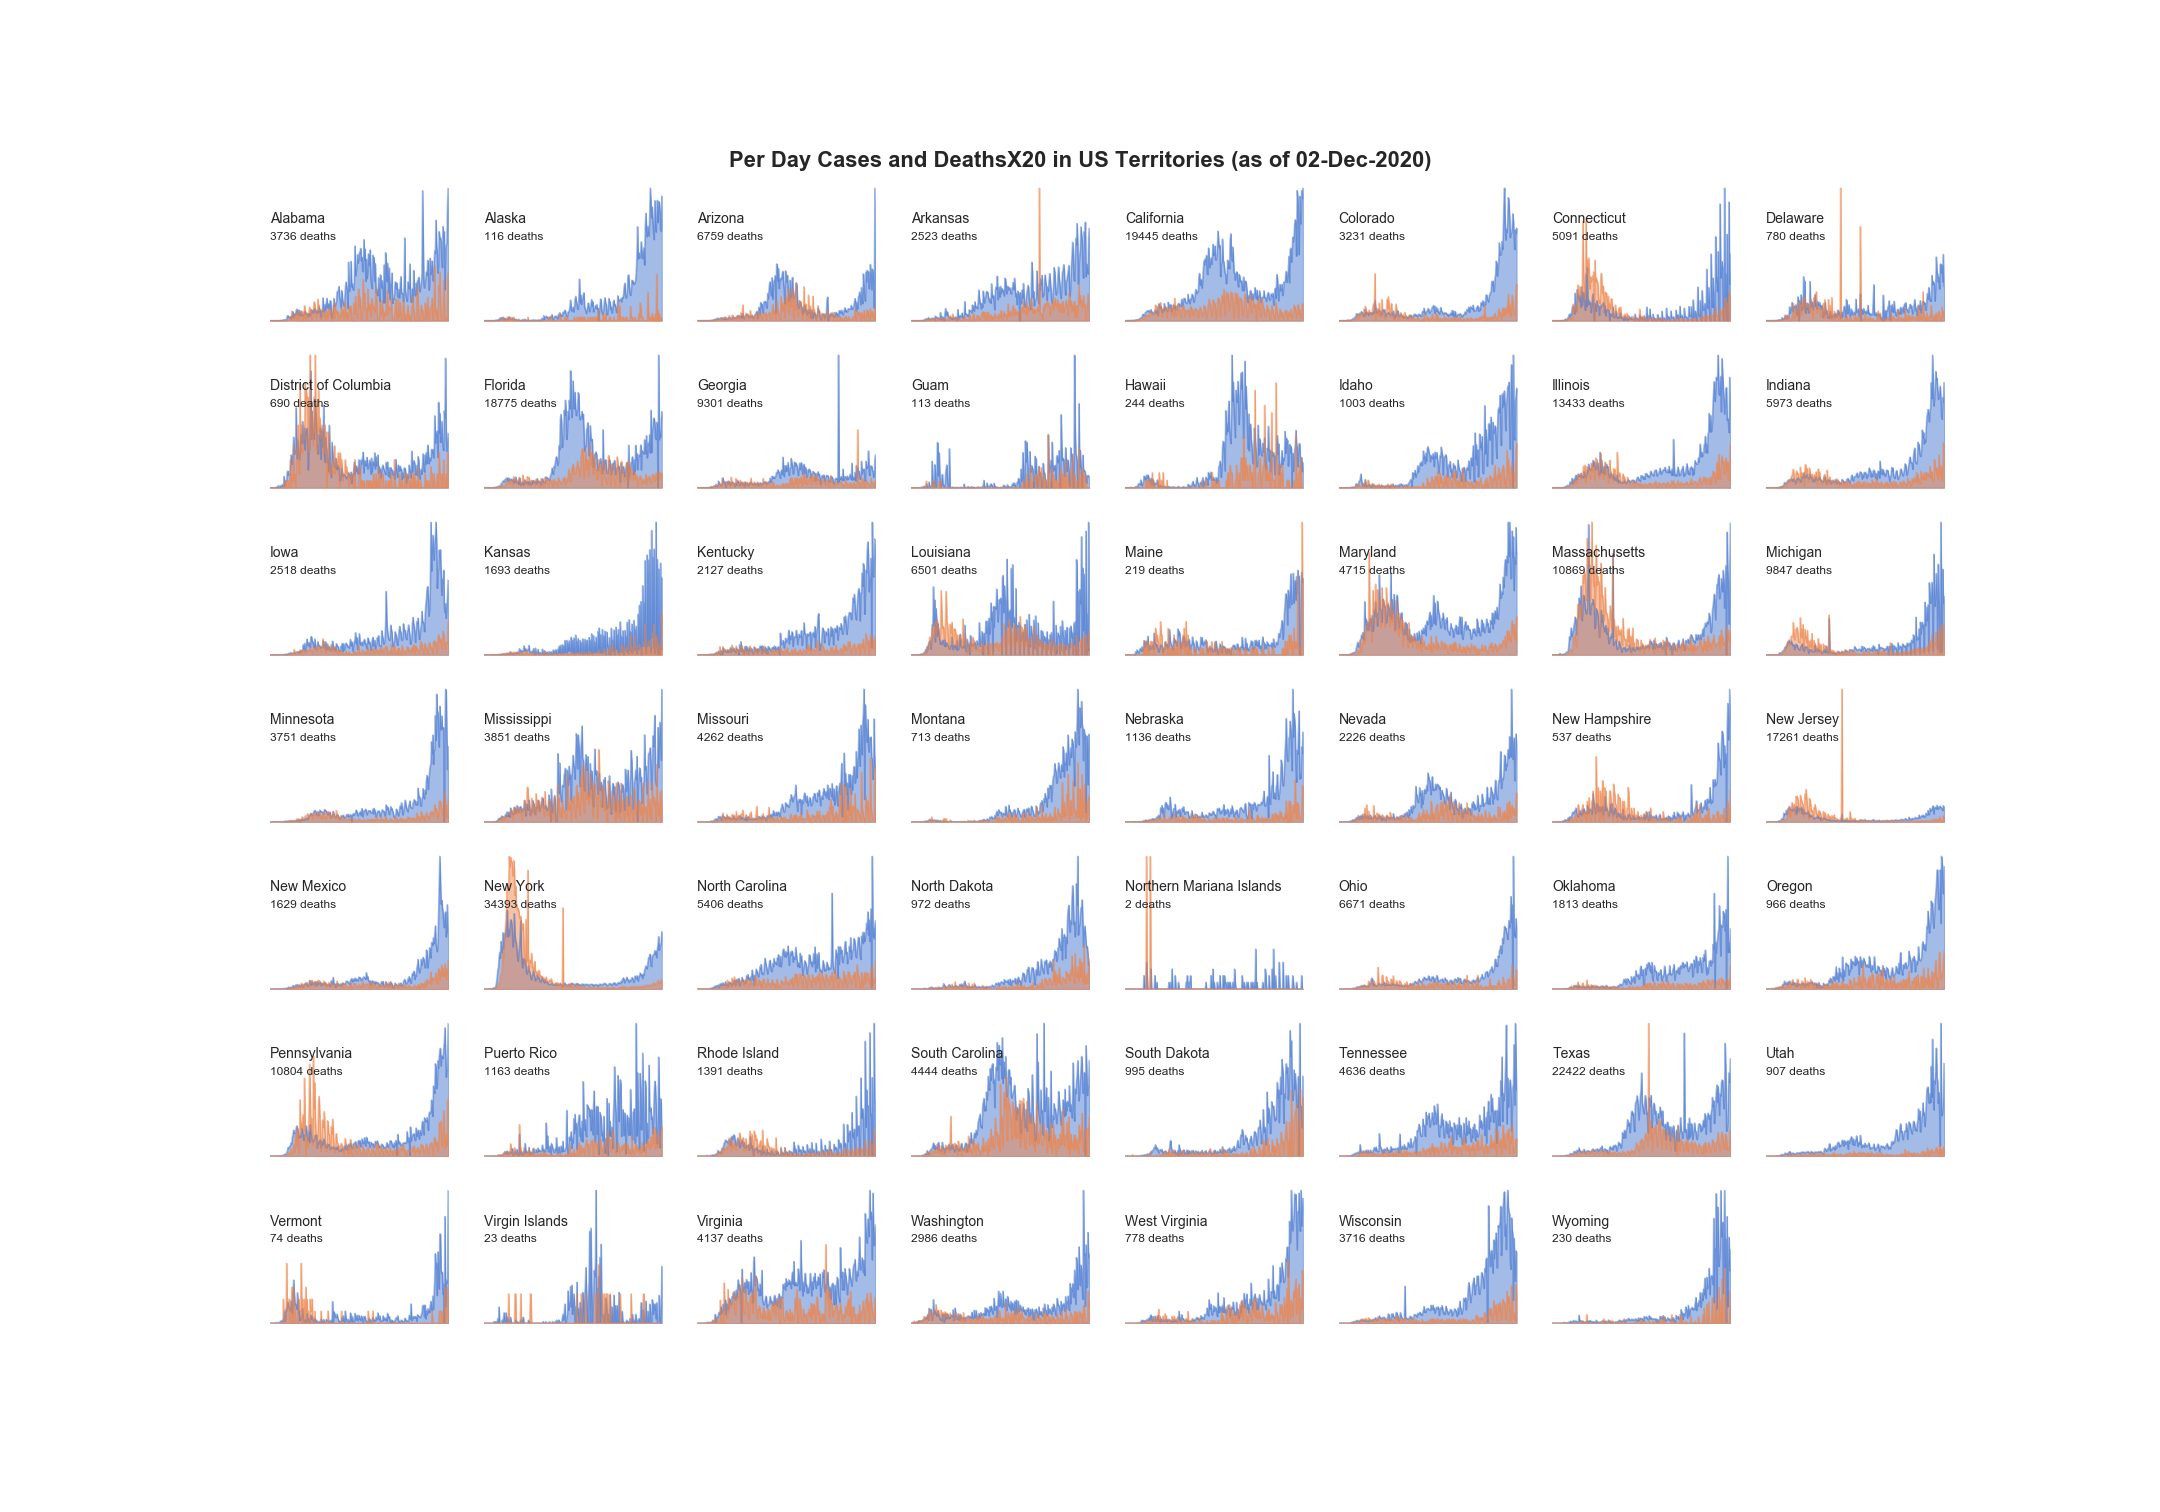 Per Day Cases and DeathsX20 in US Territories (as of 02-Dec-2020)
Alabama
3736 deaths
Alaska
116 deaths
Arizona
6759 deaths
Arkansas
2523 deaths
California
19445 deaths
Colorado
3231 deaths
Connecticut
5091 deaths
Delaware
780 deaths
District of Columbia
690 deaths
Florida
18775 deaths
Georgia
9301 deaths
Guam
113 deaths
Hawaii
244 deaths
Idaho
1003 deaths
Illinois
13433 deaths
Indiana
5973 deaths
Iowa
2518 deaths
Kansas
1693 deaths
Kentucky
2127 deaths
Louisiana
6501 deaths
Maine
219 deaths
Maryland
4715 deaths
Massachusetts
10869 deaths
Michigan
9847 deaths
Minnesota
3751 deaths
Mississippi
3851 deaths
Missouri
4262 deaths
Montana
713 deaths
Nebraska
1136 deaths
Nevada
2226 deaths
New Hampshire
537 deaths
New Jersey
17261 deaths
New Mexico
1629 deaths
New York
34393 deaths
North Carolina
5406 deaths
North Dakota
972 deaths
Northern Mariana Islands
2 deaths
Ohio
6671 deaths
Oklahoma
1813 deaths
Oregon
966 deaths
Pennsylvania
10804 deaths
Puerto Rico
1163 deaths
Rhode Island
1391 deaths
South Carolina
4444 deaths
South Dakota
995 deaths
Tennessee
4636 deaths
Texas
22422 deaths
Utah
907 deaths
Vermont
74 deaths
Virgin Islands
23 deaths
Virginia
4137 deaths
Washington
2986 deaths
West Virginia
778 deaths
Wisconsin
3716 deaths
Wyoming
230 deaths